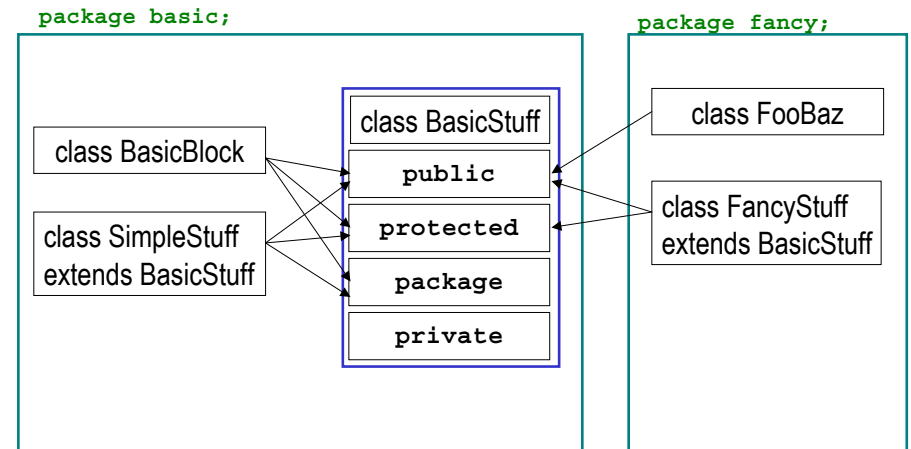 package basic;
package fancy;
class BasicStuff
class FooBaz
class BasicBlock
public
class SimpleStuff
extends BasicStuff
protected
class FancyStuff
extends BasicStuff
package
private